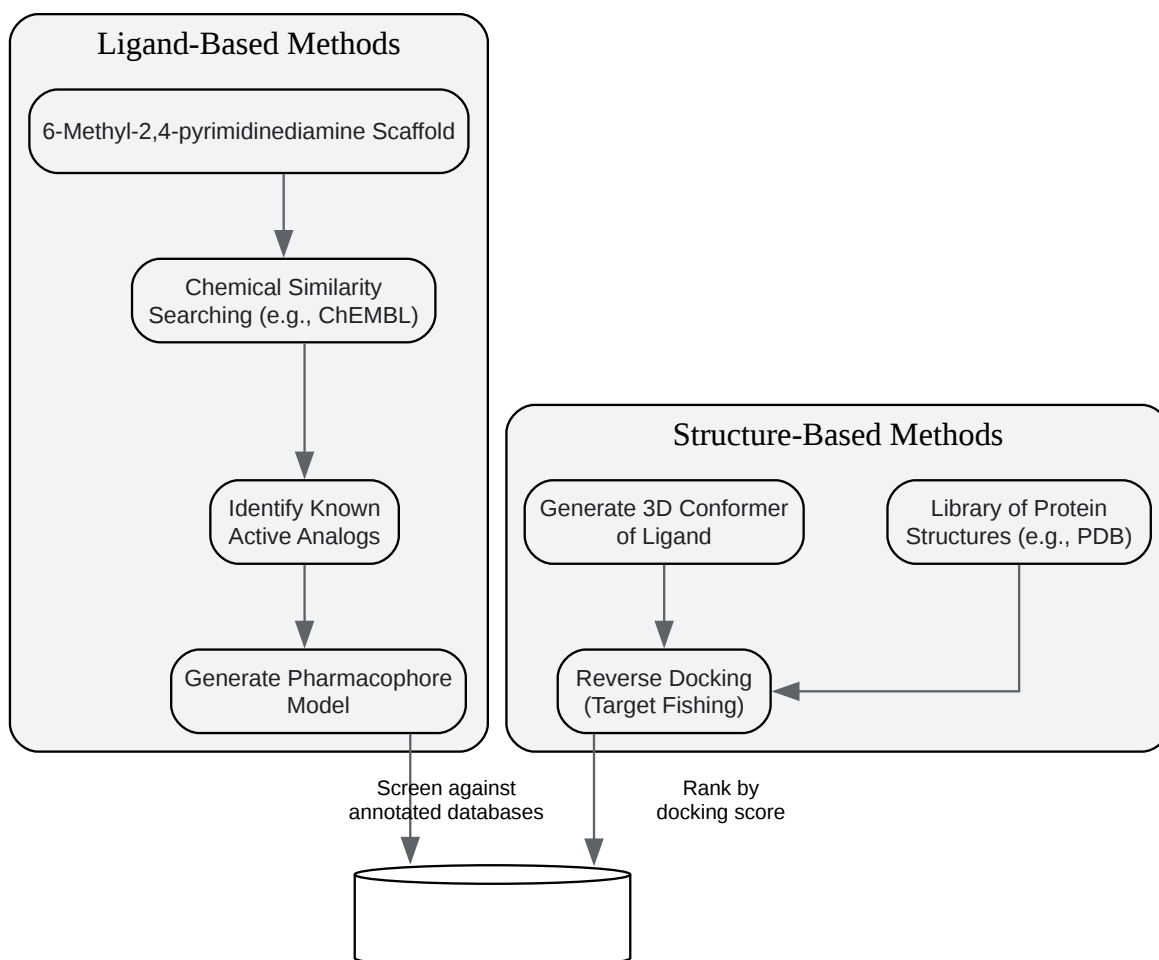 Ligand-Based Methods
6-Methyl-2,4-pyrimidinediamine Scaffold
Chemical Similarity
Searching (e.g., ChEMBL)
Identify Known
Active Analogs
Generate Pharmacophore
Model
Structure-Based Methods
Generate 3D Conformer
of Ligand
Library of Protein
Structures (e.g., PDB)
Reverse Docking
(Target Fishing)
Screen against
annotated databases
Rank by
docking score